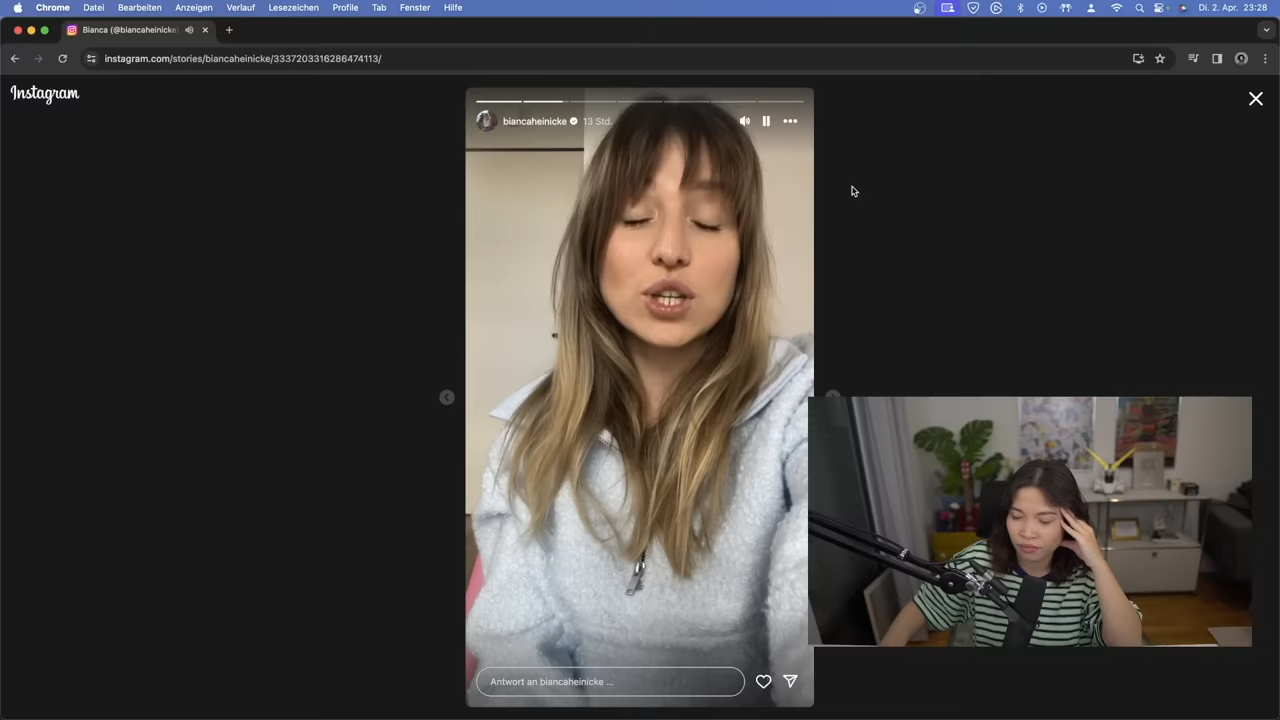 Chrome Datei Bearbeiten Anzeigen Verlauf Lesezeichen Profile Tab Fenster Hilfe Di. 2. Apr. 23:28
Bianca (@biancaheinicke
instagram.com/stories/biancaheinicke/3337203316286474113/
Instagram
biancaheinicke 13 Std.
Antwort an biancaheinicke ...